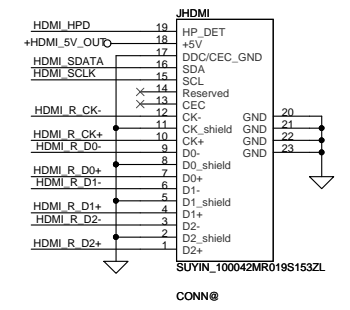 JHDMI
HDMI_HPD 19 HP_DET
+HDMI_5V_OUT 18 +5V
17 DDC/CEC_GND
HDMI_SDATA 16 SDA
HDMI_SCLK 15 SCL
14 Reserved
13 CEC
HDMI_R_CK- 12 CK- GND 20
11 CK_shield GND 21
HDMI_R_CK+ 10 CK+ GND 22
HDMI_R_D0- 9 D0- GND 23
8 D0_shield
HDMI_R_D0+ 7 D0+
HDMI_R_D1- 6 D1-
5 D1_shield
HDMI_R_D1+ 4 D1+
HDMI_R_D2- 3 D2-
2 D2_shield
HDMI_R_D2+ 1 D2+
SUYIN_100042MR019S153ZL
CONN@